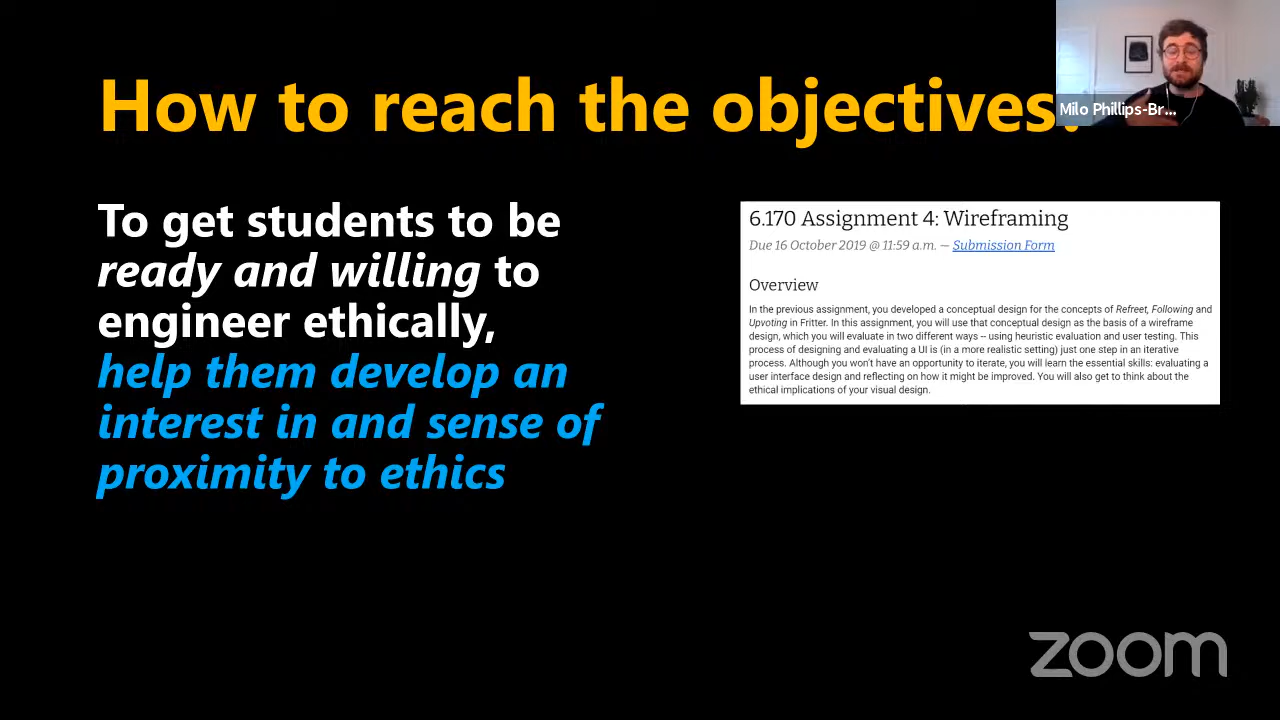 How to reach the objectives.
Milo Phillips-Br...
To get students to be
ready and willing to
engineer ethically,
help them develop an
interest in and sense of
proximity to ethics
6.170 Assignment 4: Wireframing
Due 16 October 2019 @ 11:59 a.m. — Submission Form
Overview
In the previous assignment, you developed a conceptual design for the concepts of Refreet, Following and
Upvoting in Fritter. In this assignment, you will use that conceptual design as the basis of a wireframe
design, which you will evaluate in two different ways -- using heuristic evaluation and user testing. This
process of designing and evaluating a UI is (in a more realistic setting) just one step in an iterative
process. Although you won't have an opportunity to iterate, you will learn the essential skills: evaluating a
user interface design and reflecting on how it might be improved. You will also get to think about the
ethical implications of your visual design.
zoom